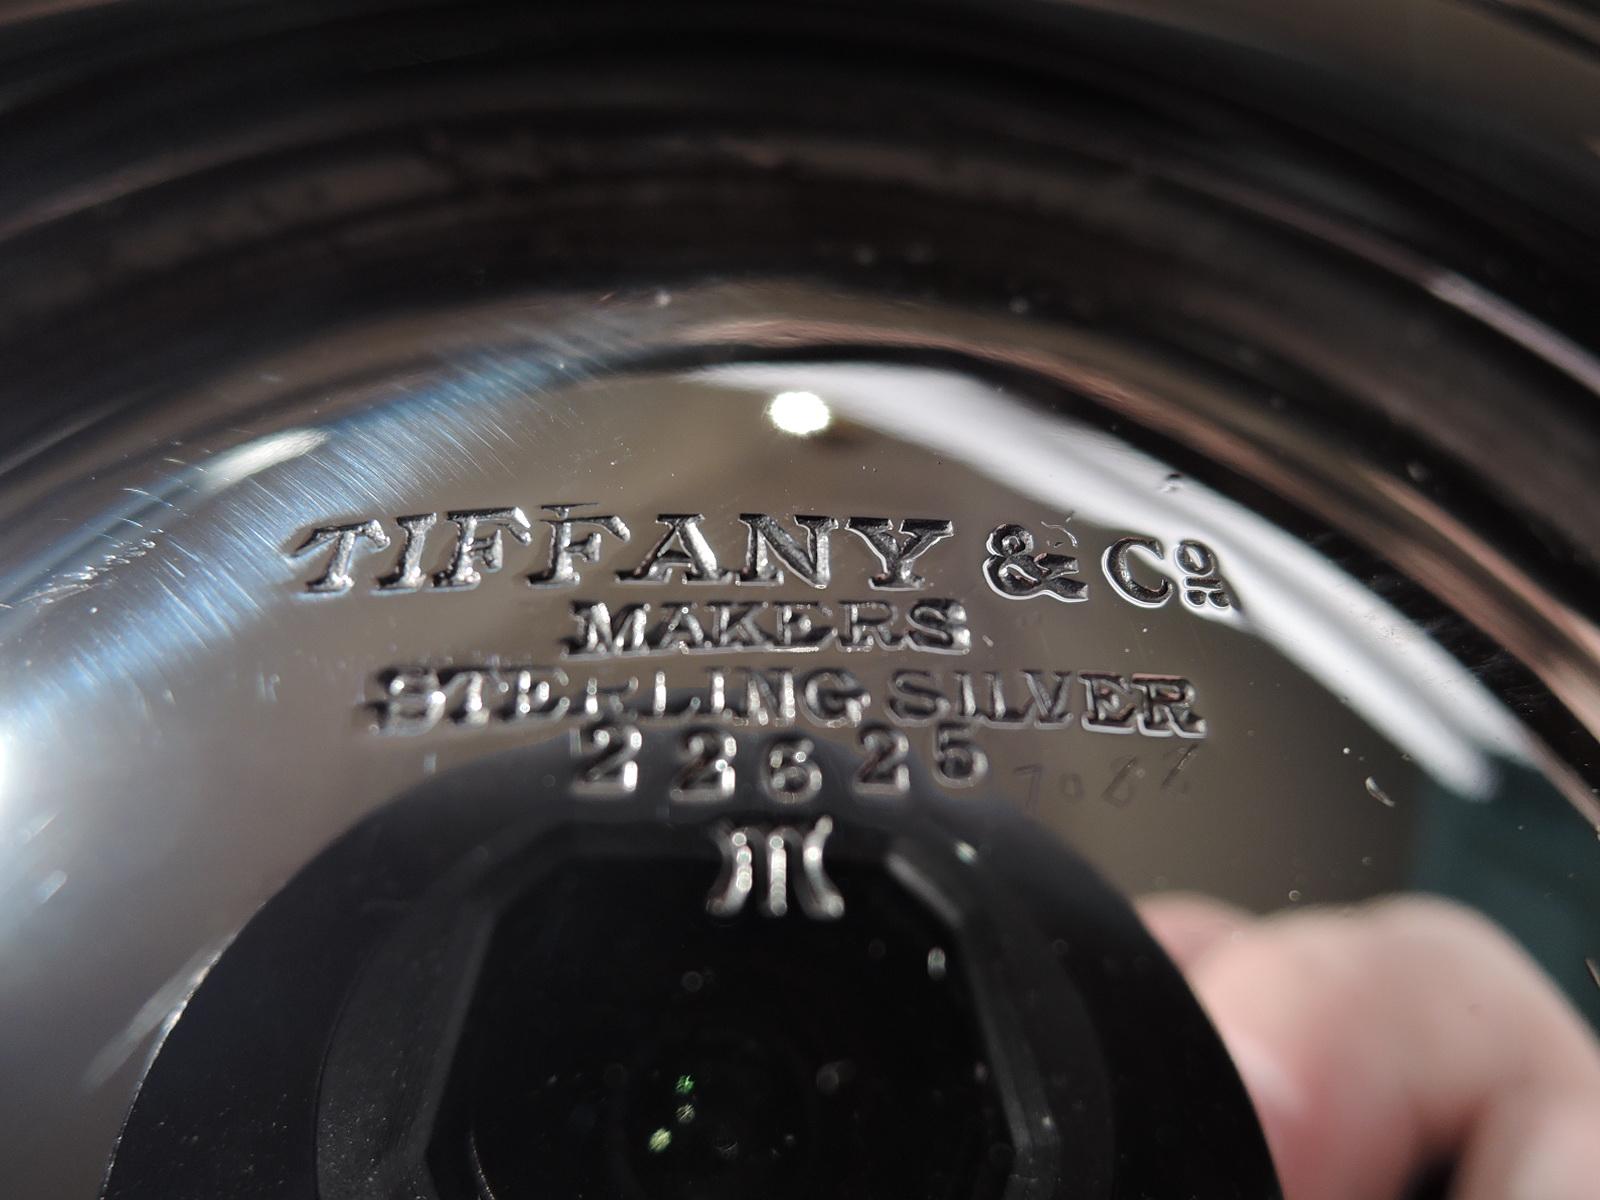 TIFFANY & Co.
MAKERS
STERLING SILVER
22625
M